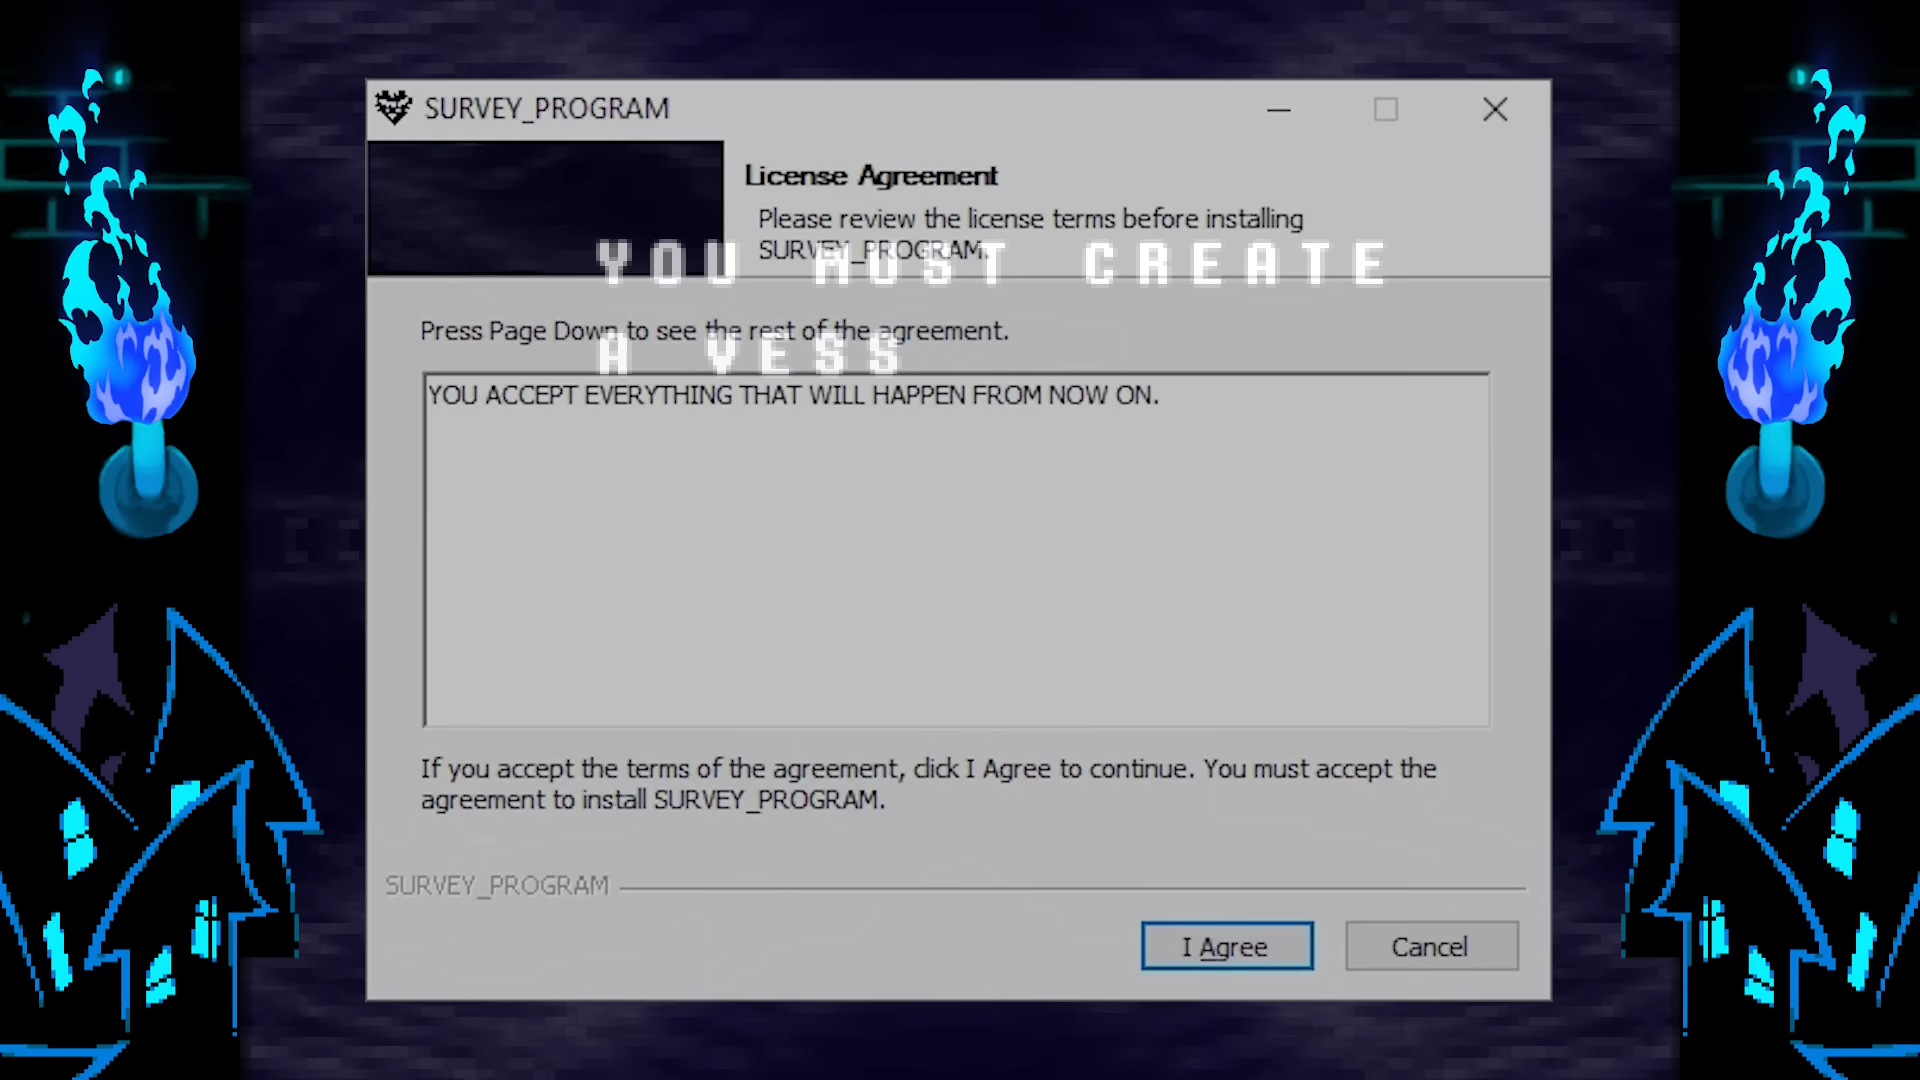 SURVEY_PROGRAM
License Agreement
Please review the license terms before installing
SURVEY_PROGRAM.
YOU MUST CREATE
Press Page Down to see the rest of the agreement.
A VESS
YOU ACCEPT EVERYTHING THAT WILL HAPPEN FROM NOW ON.
If you accept the terms of the agreement, click I Agree to continue. You must accept the
agreement to install SURVEY_PROGRAM.
SURVEY_PROGRAM
I Agree
Cancel